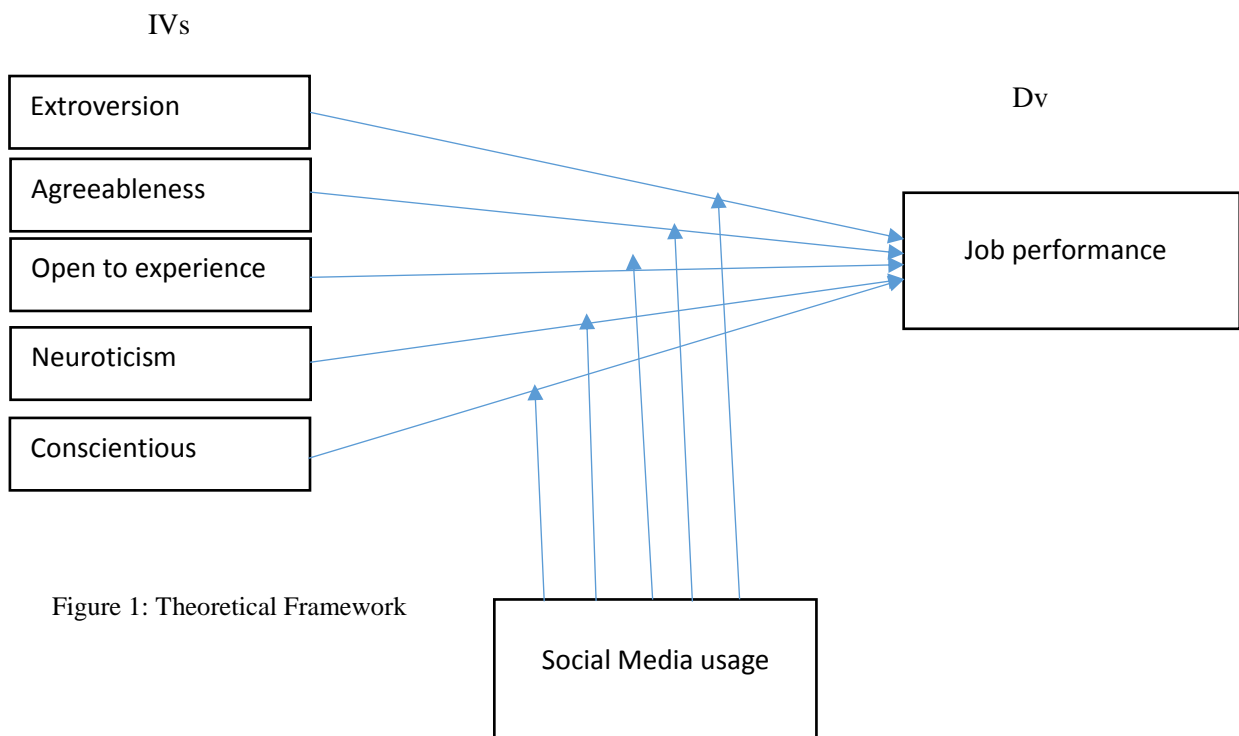 IVs
Extroversion
Dv
Agreeableness
Job performance
Open to experience
Neuroticism
Conscientious
Figure 1: Theoretical Framework
Social Media usage